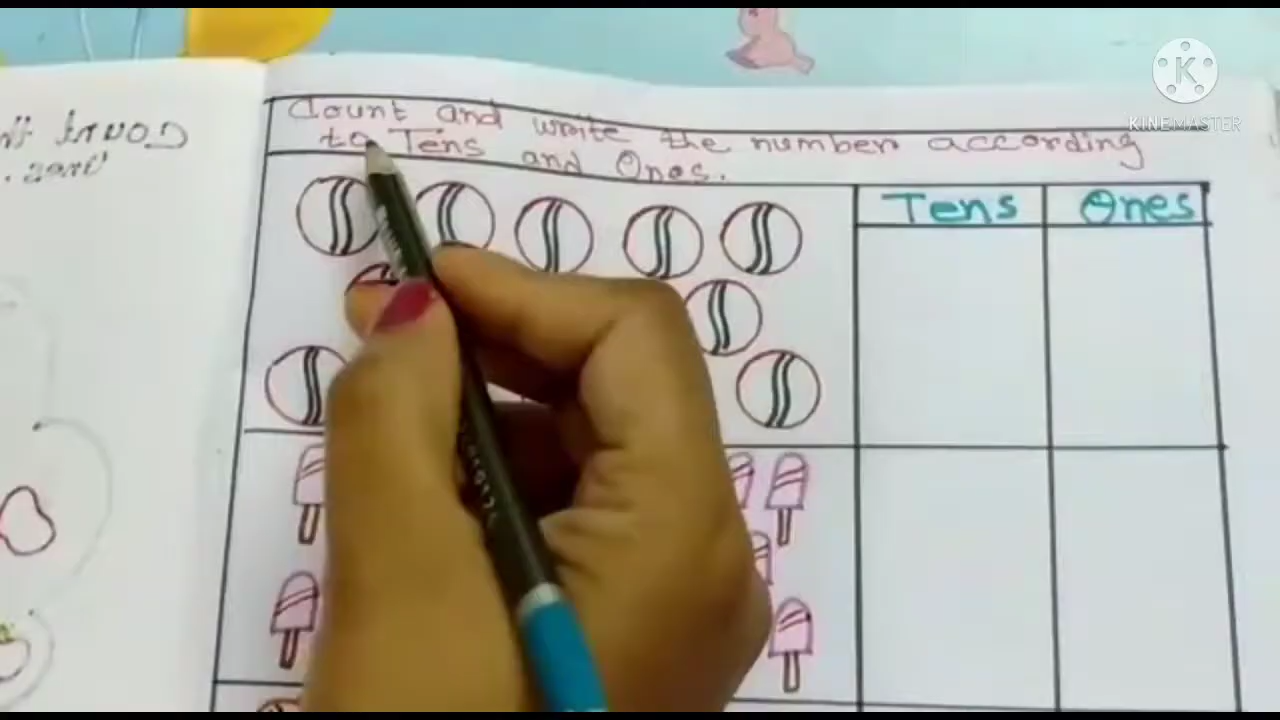 Count and write the number according
to Tens and Ones.
Tens Ones
KINEMASTER